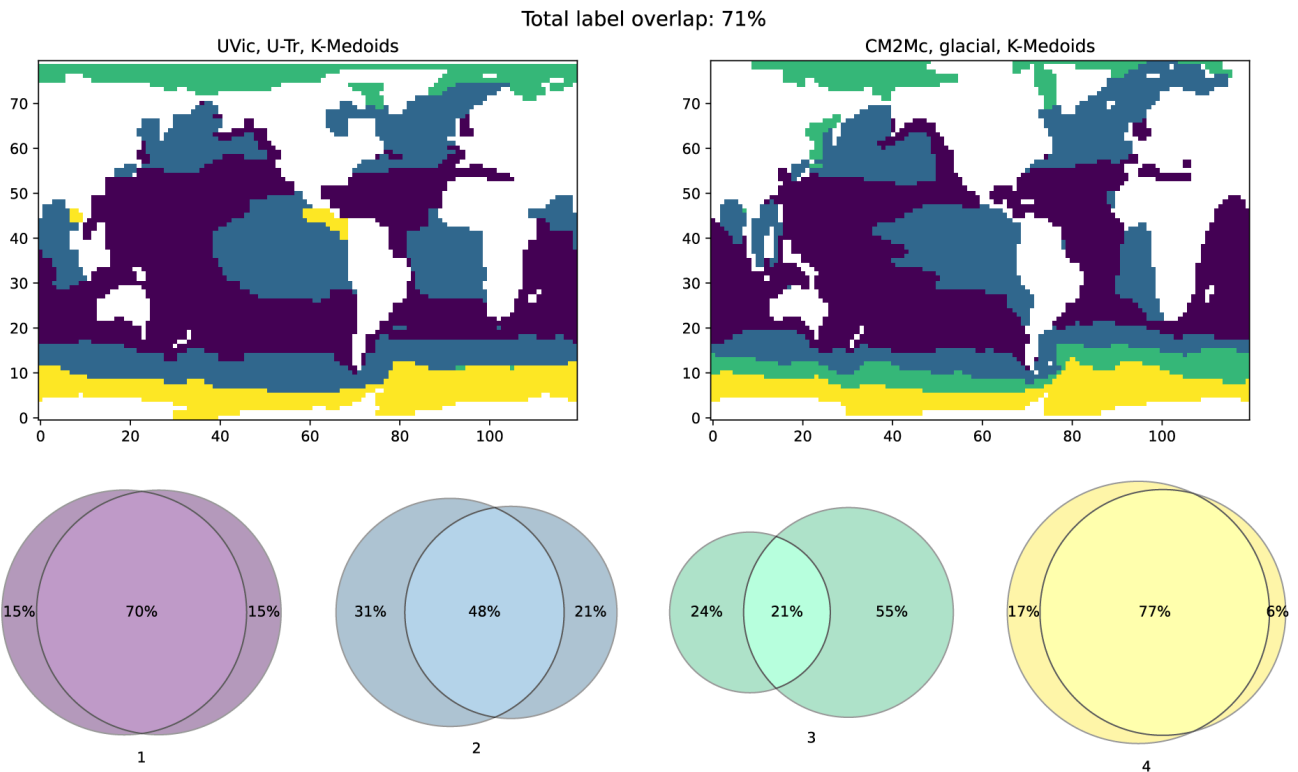 Total label overlap: 71%
UVic, U-Tr, K-Medoids
CM2Mc, glacial, K-Medoids
70
60
50
40
30
20
10
0
0 20 40 60 80 100
70
60
50
40
30
20
10
0
0 20 40 60 80 100
15% 70% 15%
1
31% 48% 21%
2
24% 21% 55%
3
17% 77% 6%
4